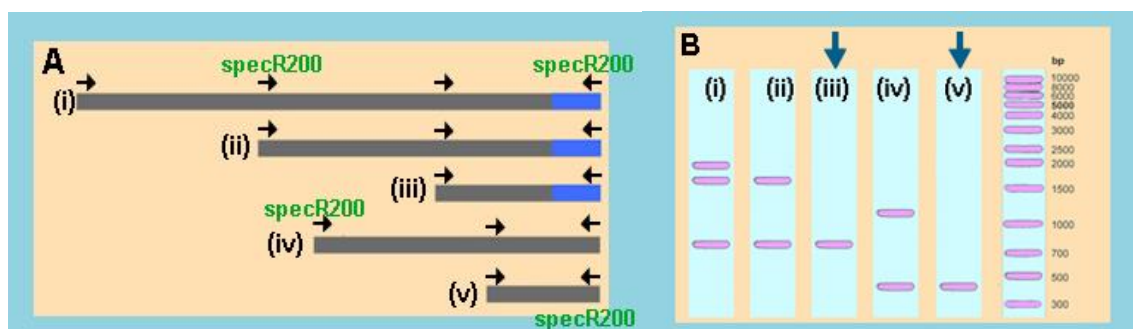 A
specR200 specR200
(i)
(ii)
(iii)
specR200
(iv)
(v)
specR200
B
bp
(i) (ii) (iii) (iv) (v)
10000
8000
6000
5000
4000
3000
2500
2000
1500
1000
700
500
300